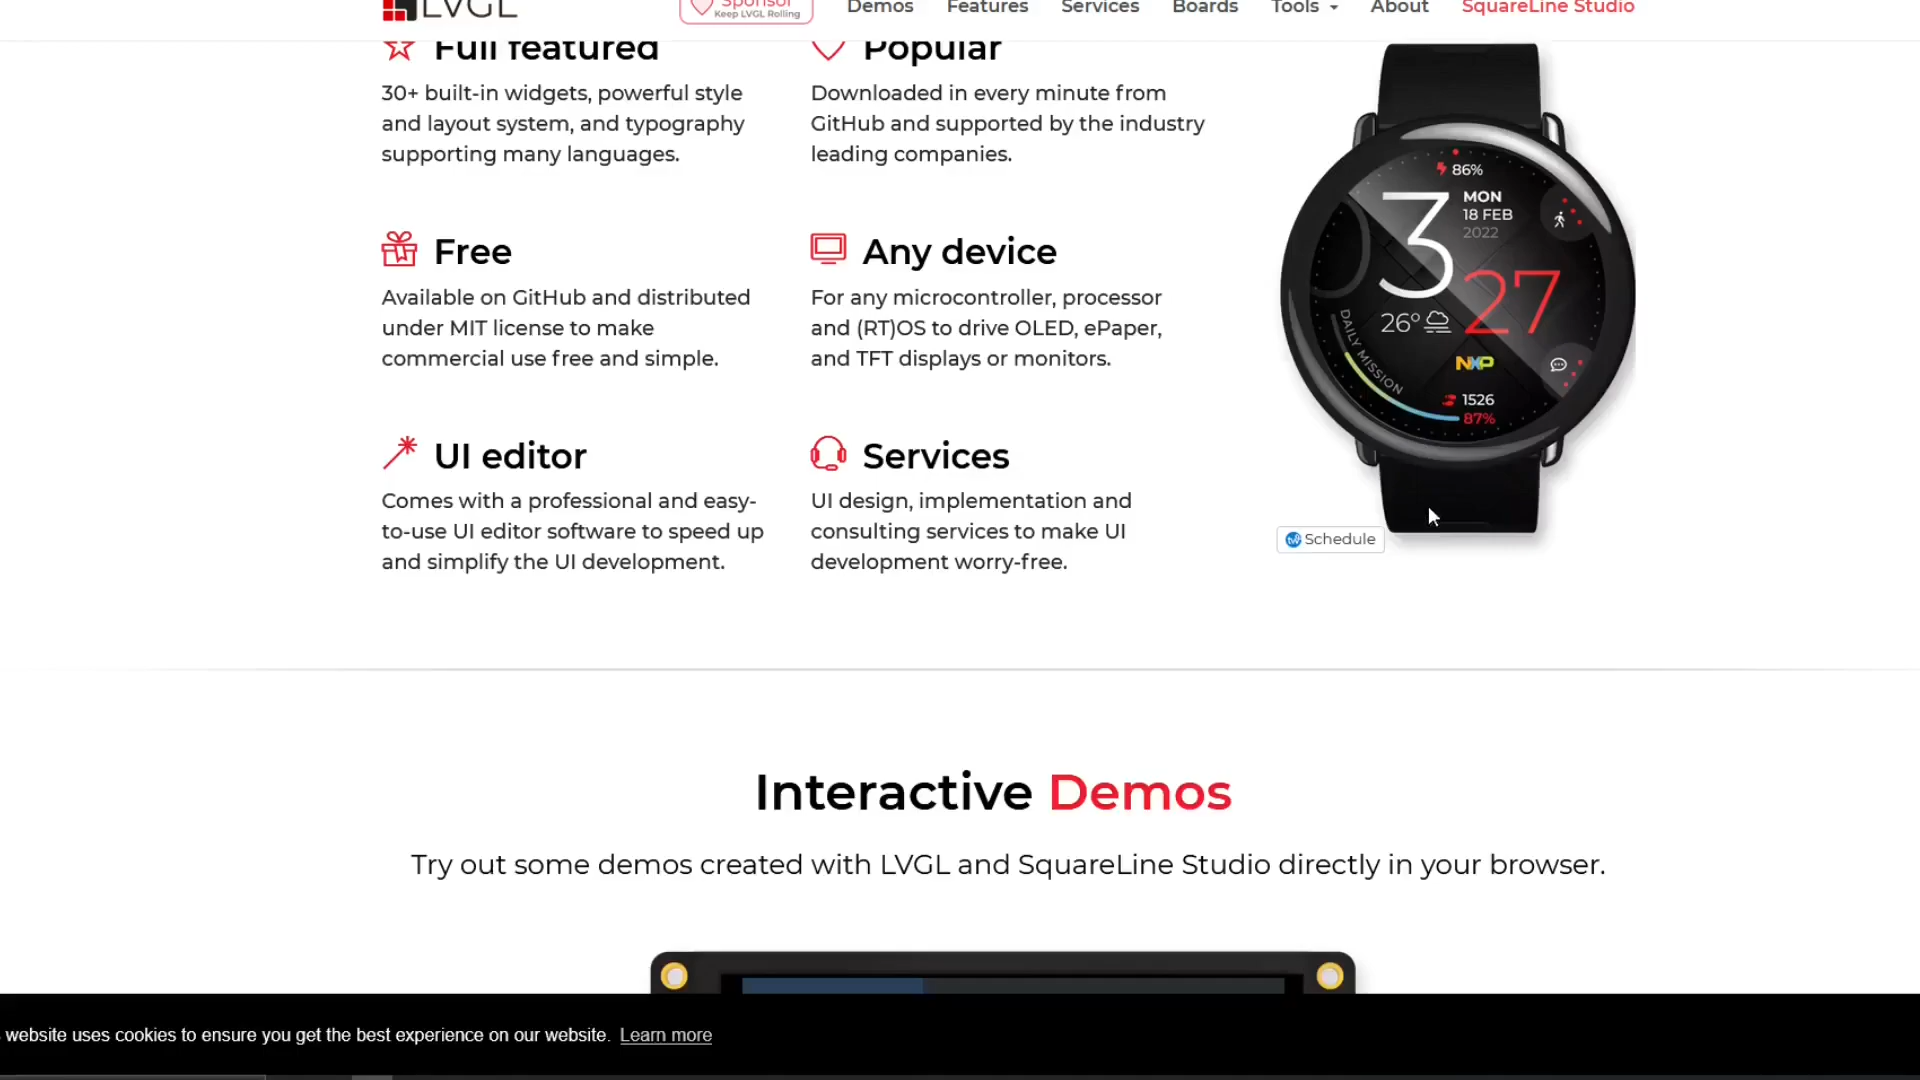 LVGL
Sponsor
Keep LVGL Rolling
Demos
Features
Services
Boards
Tools
About
SquareLine Studio
Full featured
30+ built-in widgets, powerful style
and layout system, and typography
supporting many languages.
Popular
Downloaded in every minute from
GitHub and supported by the industry
leading companies.
Free
Available on GitHub and distributed
under MIT license to make
commercial use free and simple.
Any device
For any microcontroller, processor
and (RT)OS to drive OLED, ePaper,
and TFT displays or monitors.
UI editor
Comes with a professional and easy-
to-use UI editor software to speed up
and simplify the UI development.
Services
UI design, implementation and
consulting services to make UI
development worry-free.
86%
3
MON
18 FEB
2022
27
26°
DAILY MISSION
NXP
1526
87%
Schedule
Interactive Demos
Try out some demos created with LVGL and SquareLine Studio directly in your browser.
website uses cookies to ensure you get the best experience on our website. Learn more